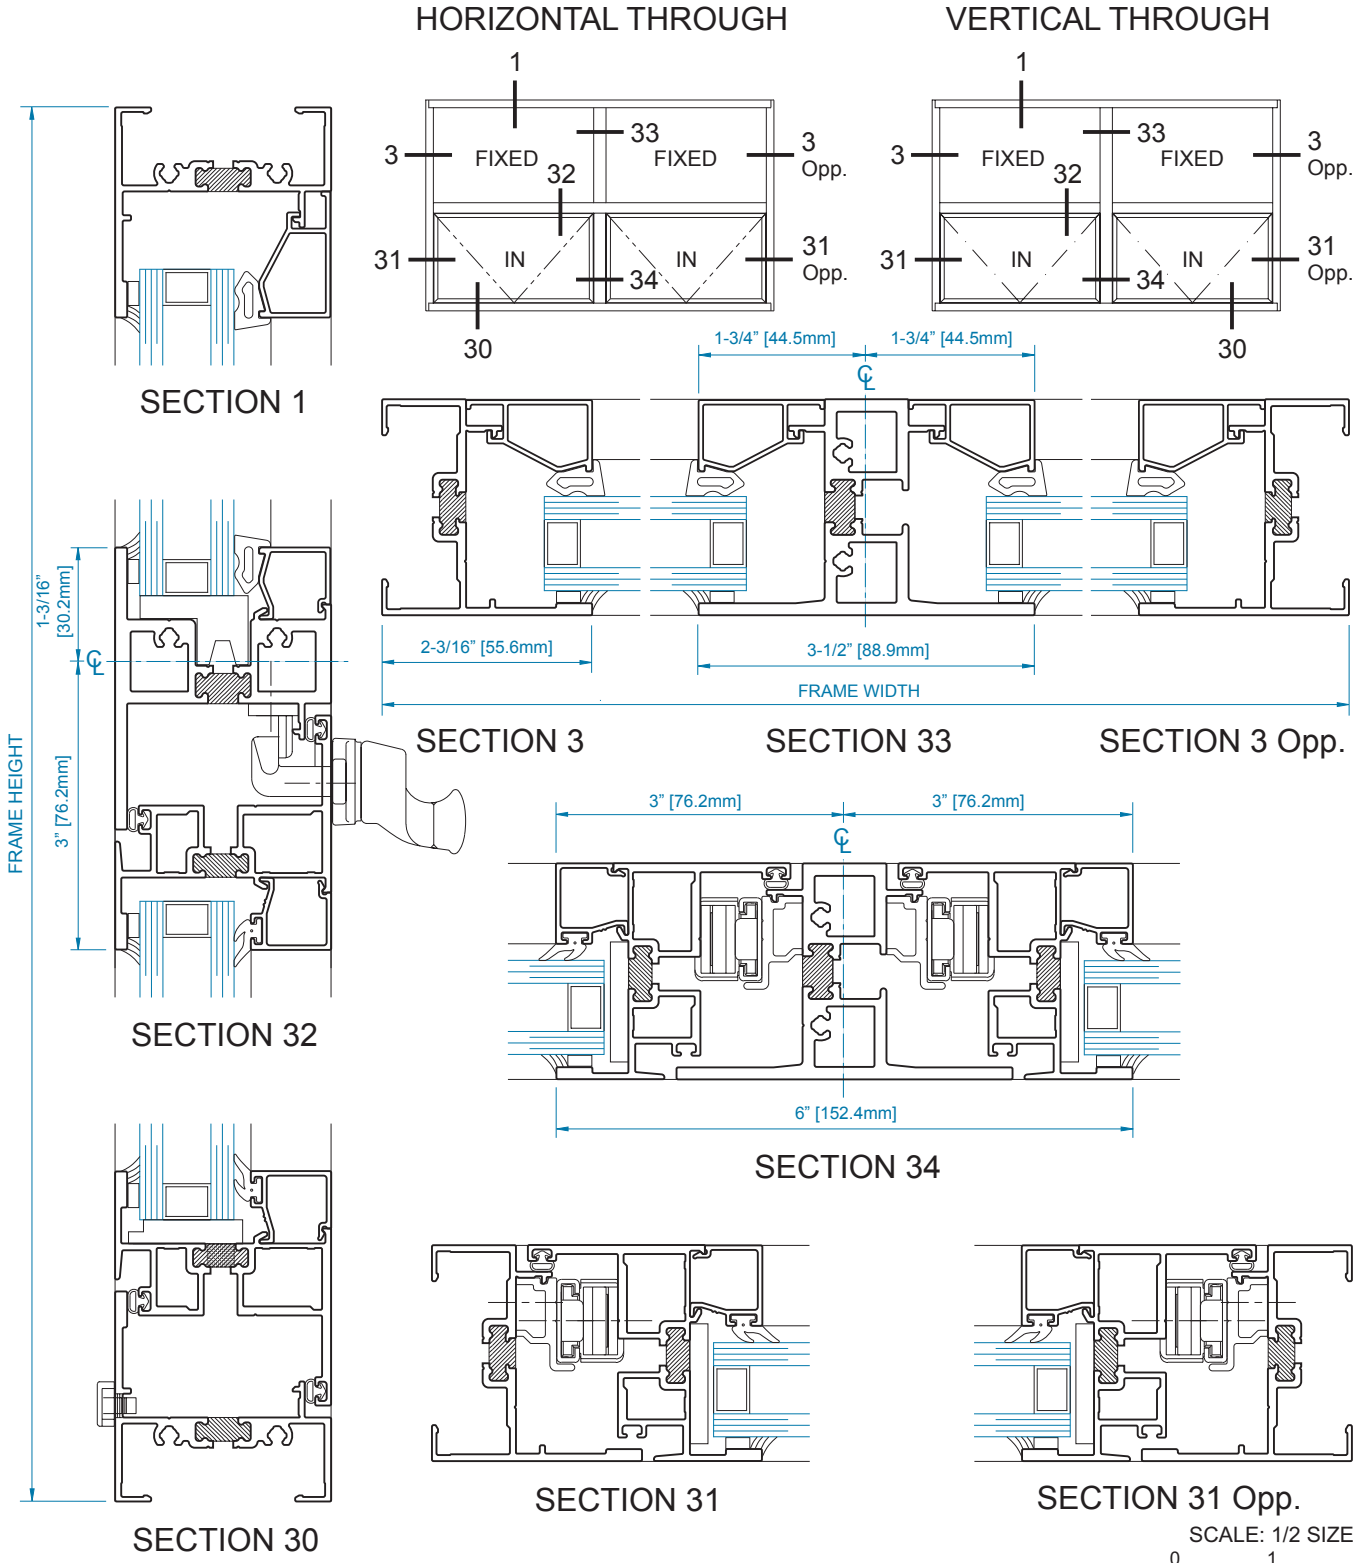 HORIZONTAL THROUGH
VERTICAL THROUGH
1
3
FIXED
33
FIXED
3
Opp.
32
31
IN
IN
31
Opp.
34
30
1
3
FIXED
33
FIXED
3
Opp.
32
31
IN
IN
31
Opp.
34
30
SECTION 1
1-3/4” [44.5mm]
1-3/4” [44.5mm]
CL
2-3/16” [55.6mm]
3-1/2” [88.9mm]
FRAME WIDTH
SECTION 3
SECTION 33
SECTION 3 Opp.
FRAME HEIGHT
1-3/16”
[30.2mm]
CL
3” [76.2mm]
SECTION 32
3” [76.2mm]
3” [76.2mm]
CL
6” [152.4mm]
SECTION 34
SECTION 30
SECTION 31
SECTION 31 Opp.
SCALE: 1/2 SIZE
0 1